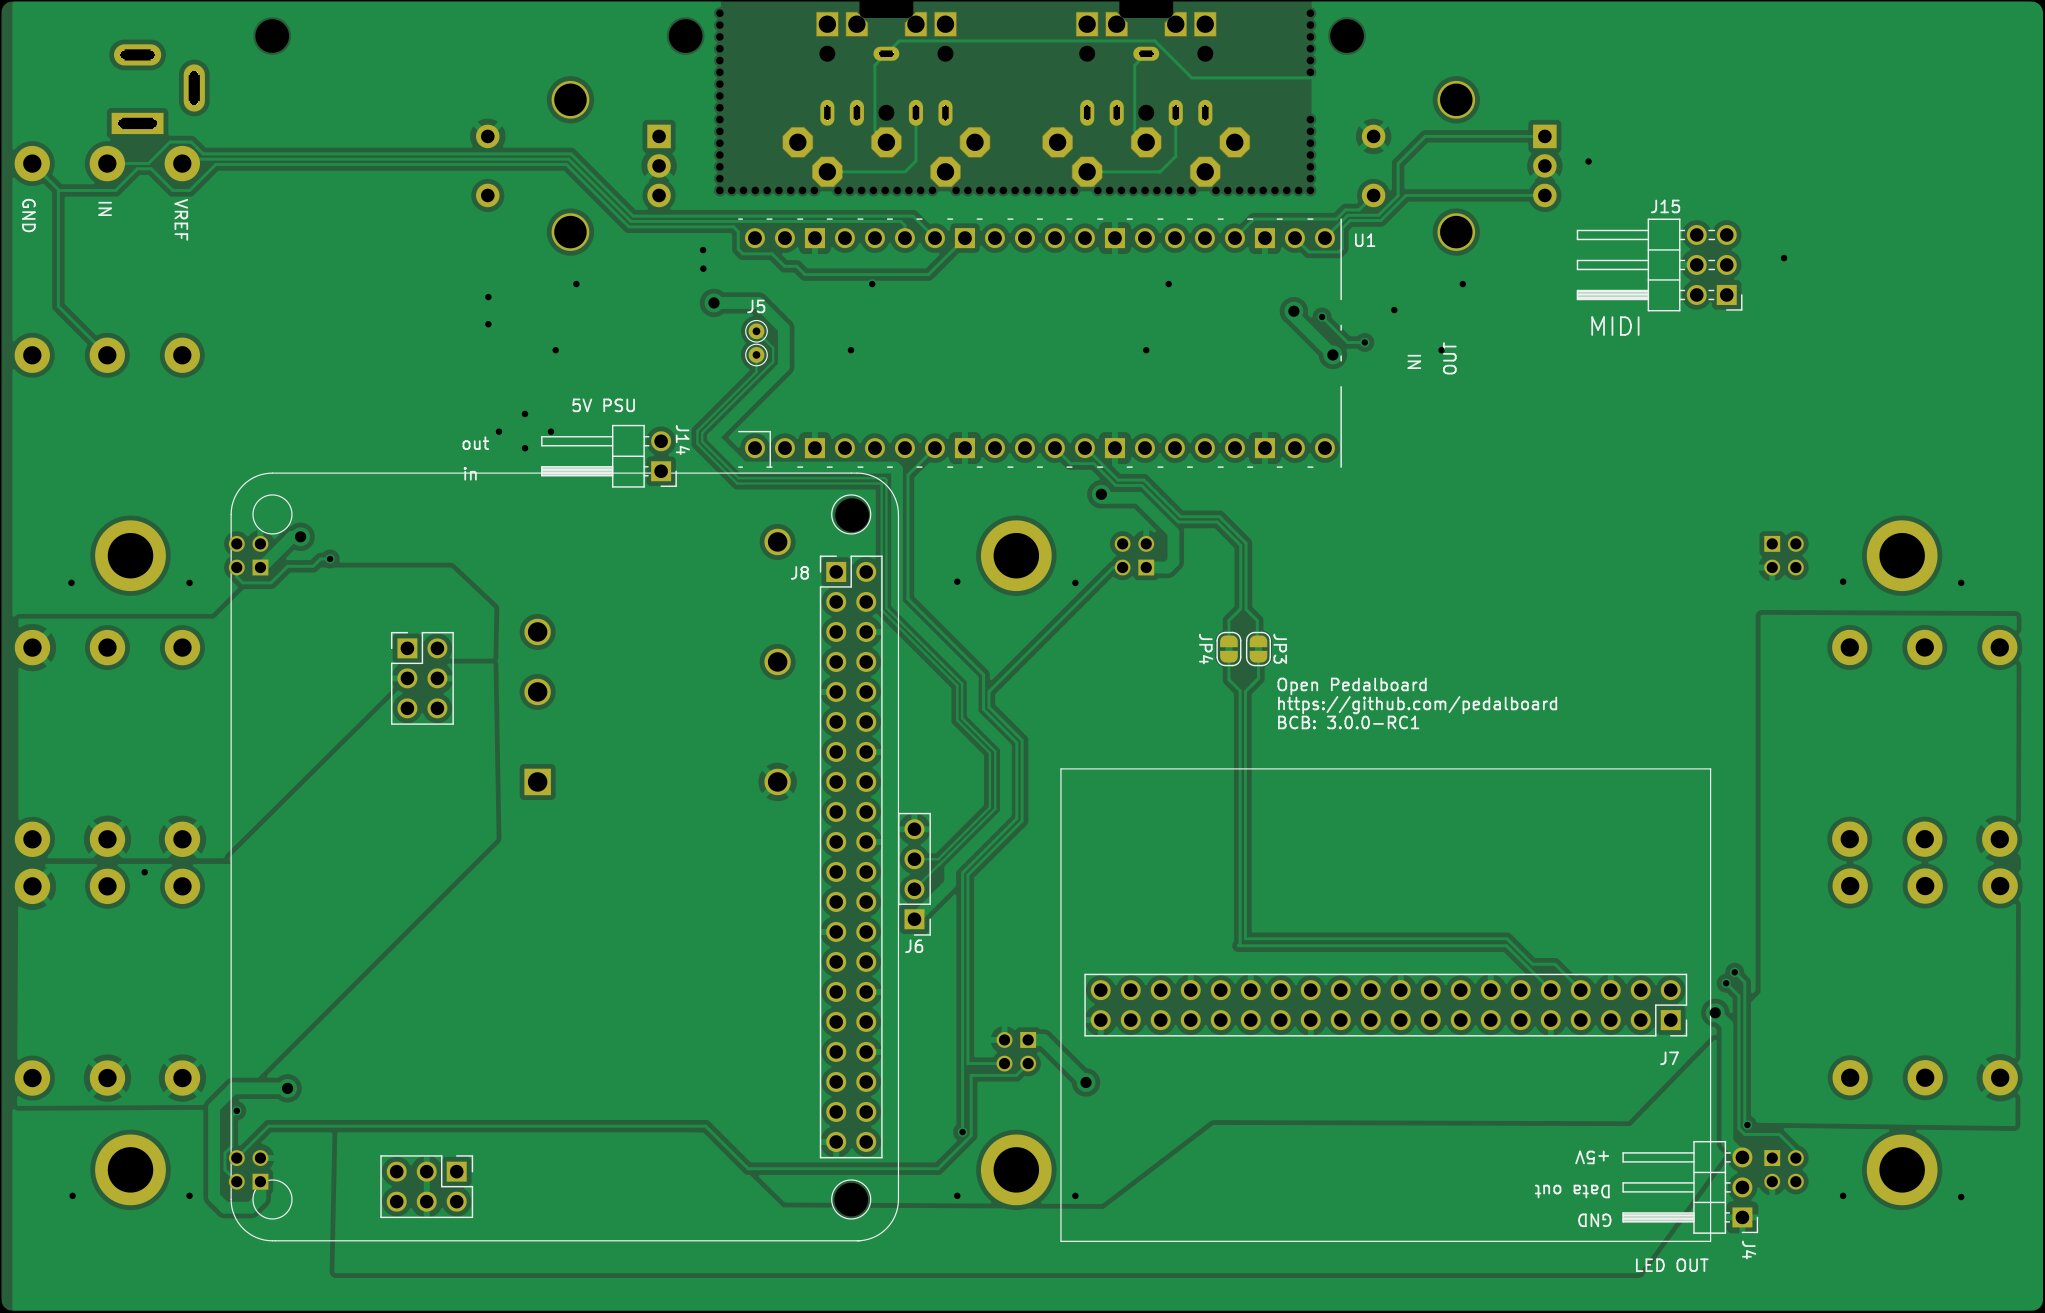 GND
IN
VREF
J15
U1
MIDI
J5
IN
OUT
5V PSU
out
in
J14
J8
JP4
JP3
Open Pedalboard
https://github.com/pedalboard
BCB: 3.0.0-RC1
J6
J7
+5V
Data out
GND
J4
LED OUT